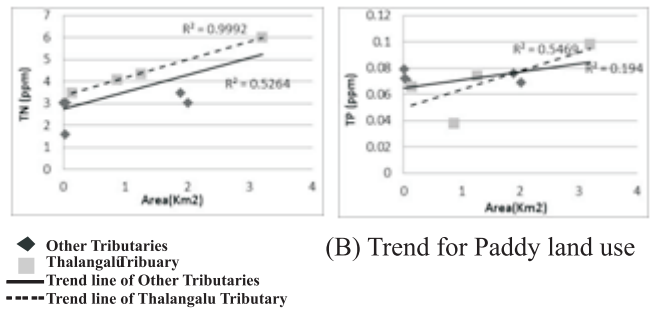 7
6
5
4
3
2
1
0
TN (ppm)
R² = 0.9992
R² = 0.5264
0 1 2 3 4
Area(Km2)
0.12
0.1
0.08
0.06
0.04
0.02
0
TP (ppm)
R² = 0.5469
R² = 0.194
0 1 2 3 4
Area(Km2)
Other Tributaries
ThalangaluTribuary
Trend line of Other Tributaries
Trend line of Thalangalu Tributary
(B) Trend for Paddy land use